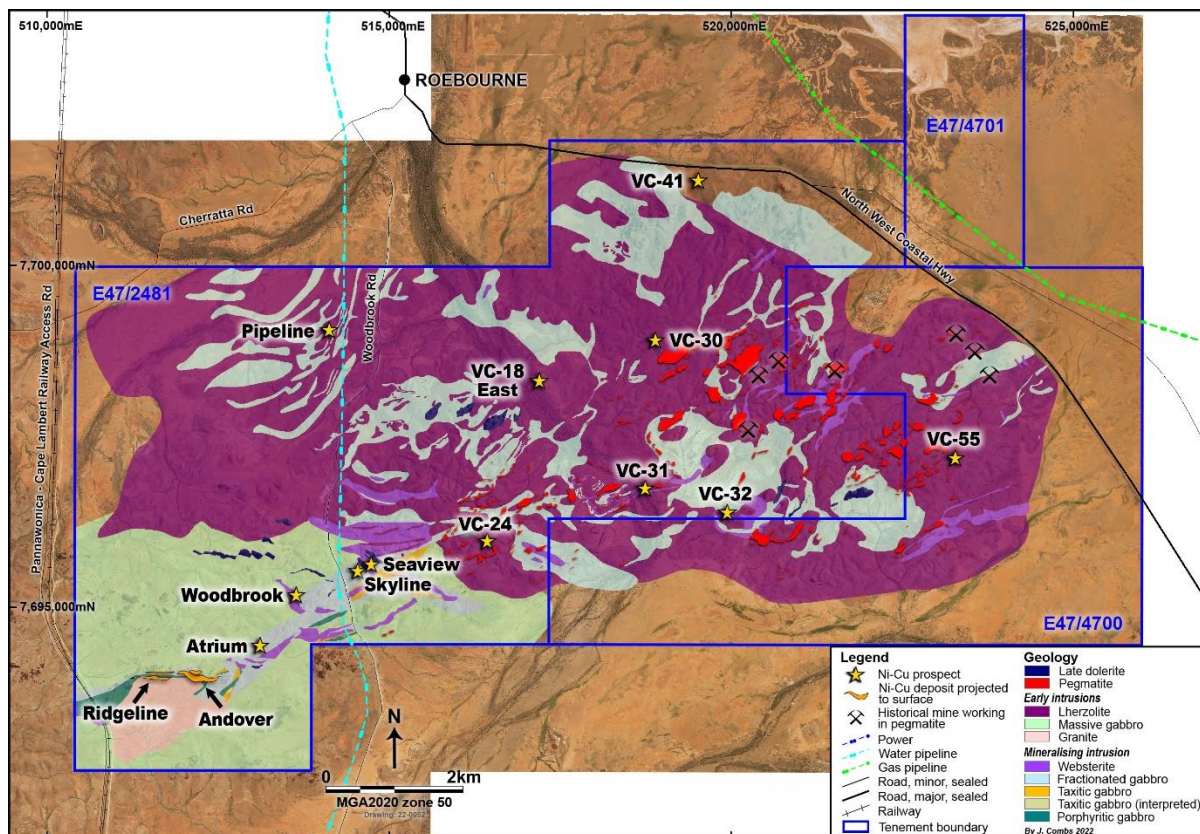 510,000mE
515,000mE
520,000mE
525,000mE
ROEBOURNE
E47/4701
VC-41
Cherratta Rd
North West Coastal Hwy
7,700,000mN
E47/2481
Woodbrook Rd
Pannawonica - Cape Lambert Railway Access Rd
Pipeline
VC-30
VC-18
East
VC-55
VC-31
VC-32
VC-24
Seaview
Skyline
Woodbrook
7,695,000mN
Atrium
E47/4700
Ridgeline
Andover
N
0
2km
MGA2020 zone 50
Drawing: 22-0052
Legend
Ni-Cu prospect
Ni-Cu deposit projected
to surface
Historical mine working
in pegmatite
Power
Water pipeline
Gas pipeline
Road, minor, sealed
Road, major, sealed
Railway
Tenement boundary
Geology
Late dolerite
Pegmatite
Early intrusions
Lherzolite
Massive gabbro
Granite
Mineralising intrusion
Websterite
Fractionated gabbro
Taxitic gabbro
Taxitic gabbro (interpreted)
Porphyritic gabbro
By J. Combs 2022